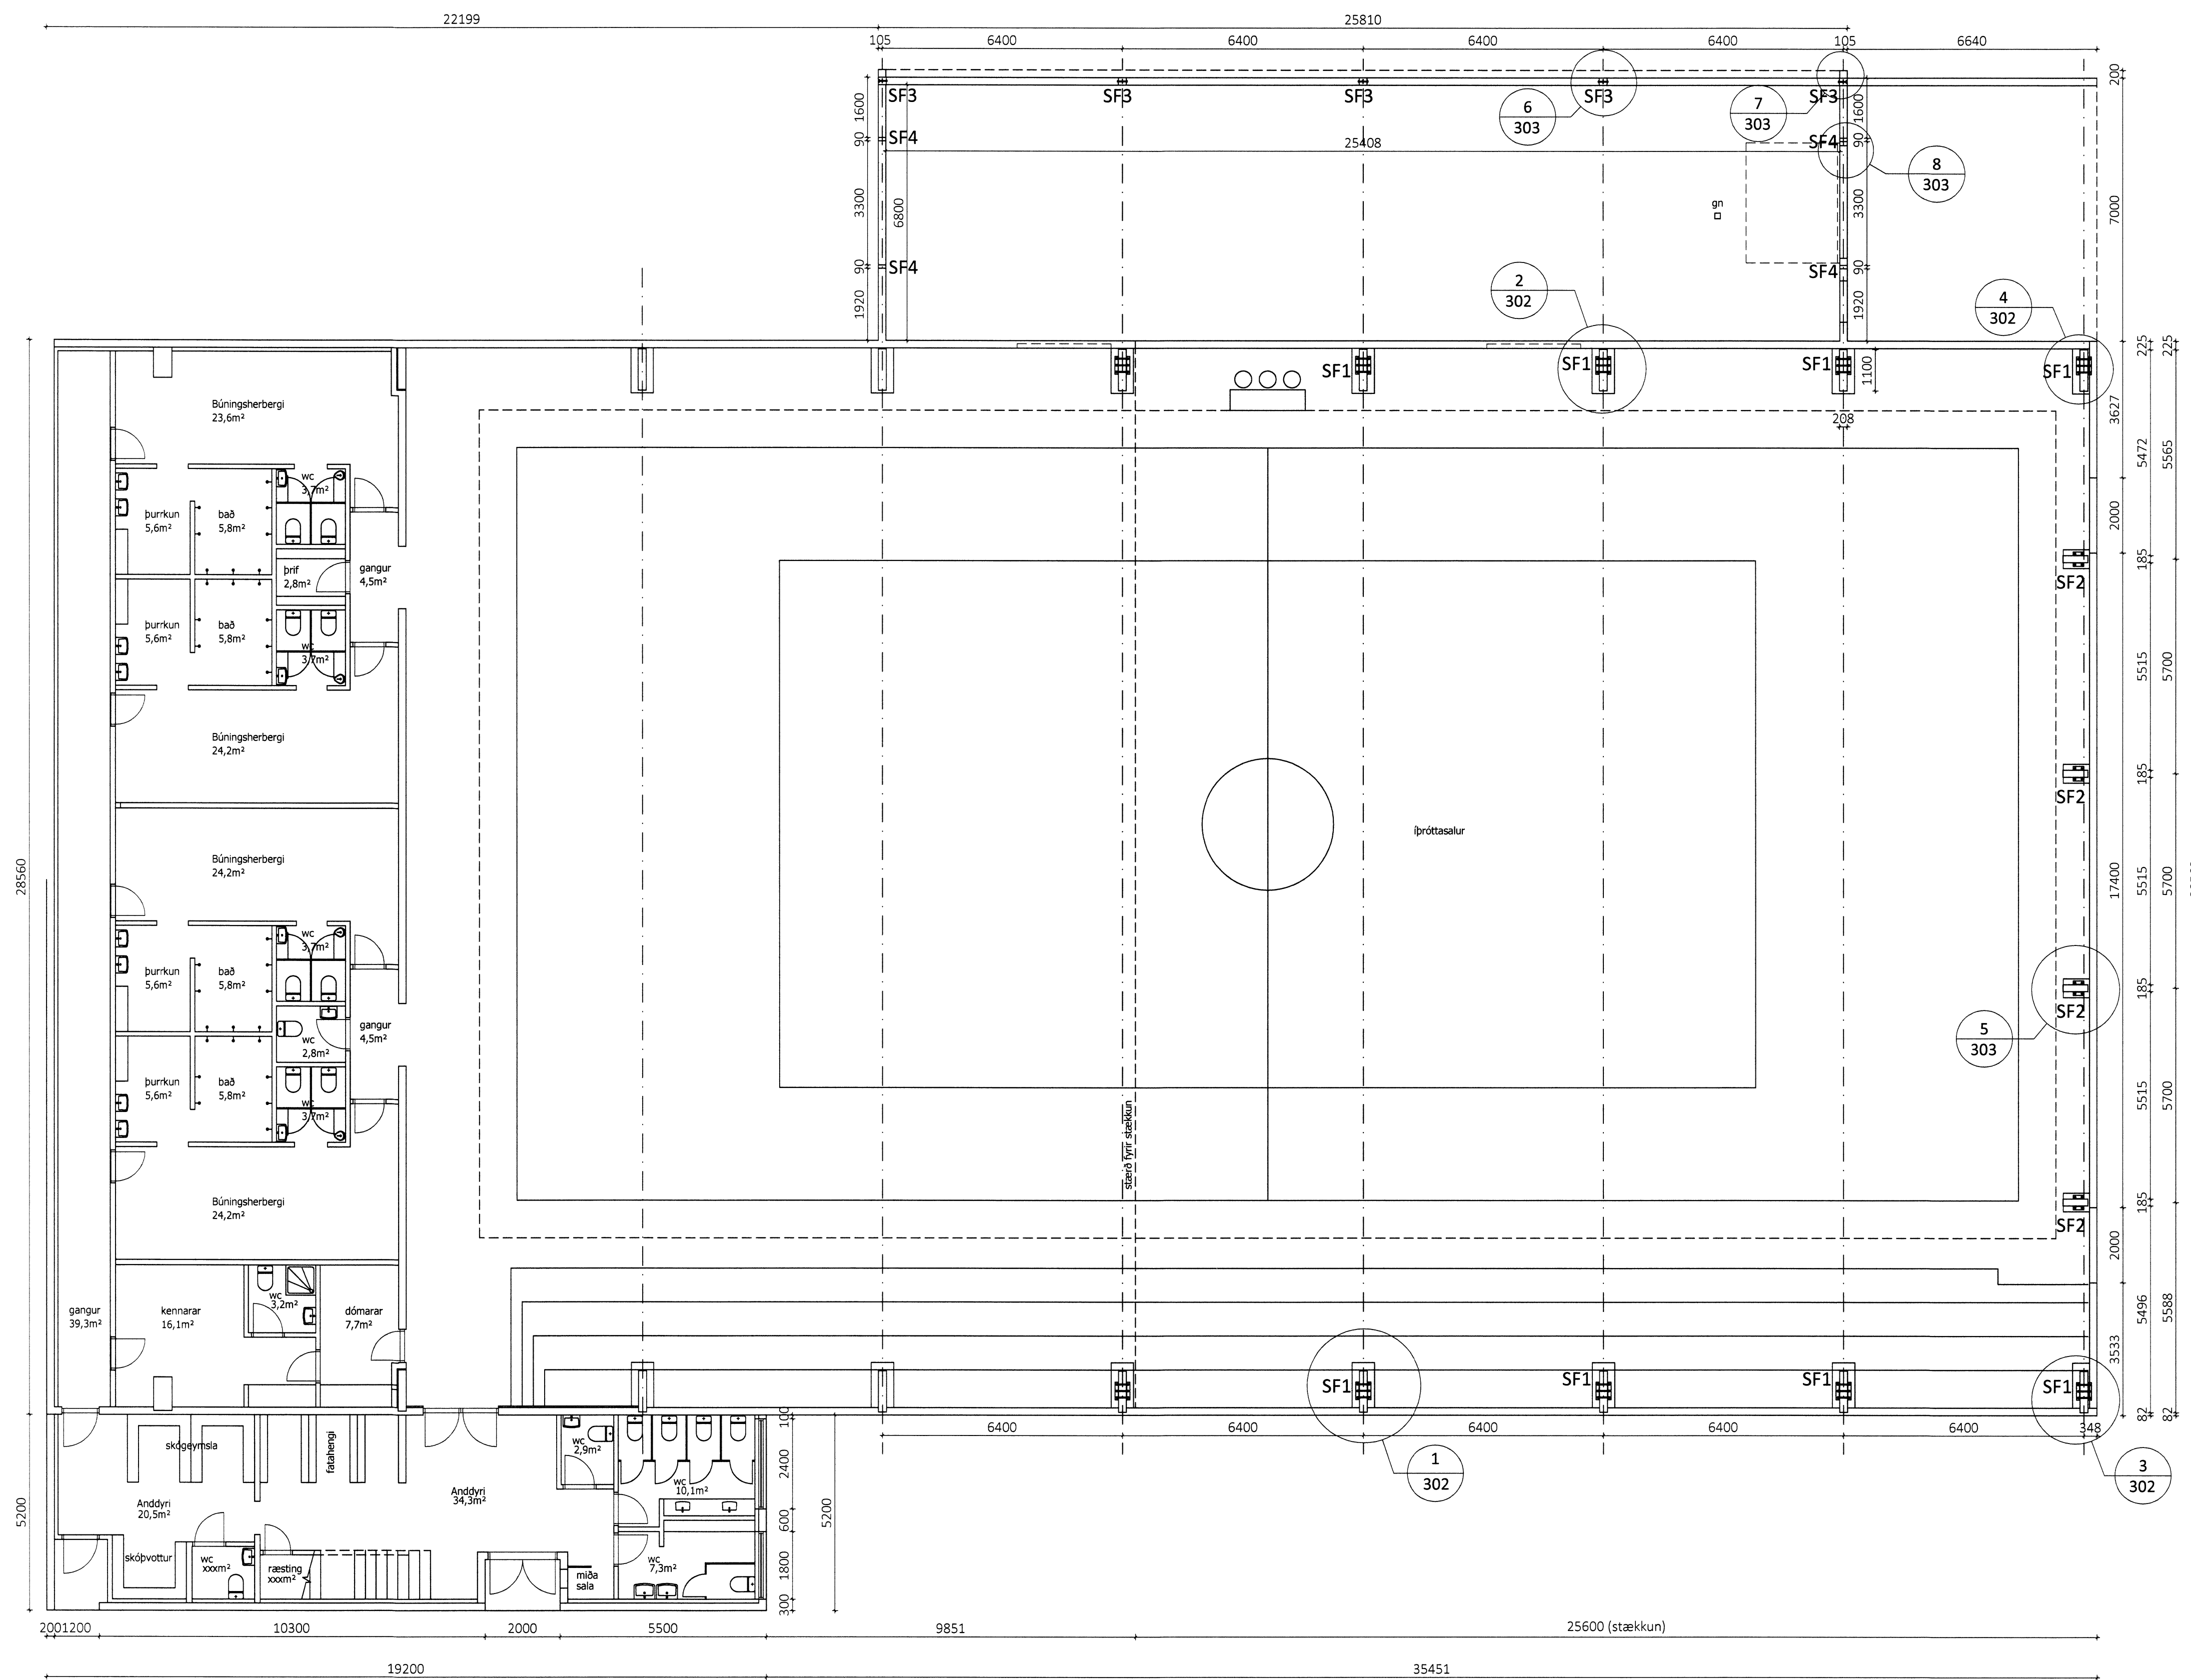 22199
25810
105
6400
6400
6400
6400
105
6640
200
SF3
SF3
SF3
SF3
SF3
6
303
7
303
1600
90
SF4
25408
SF4
90
1600
8
303
3300
6800
gn
3300
7000
90
SF4
SF4
90
1920
1920
2
302
4
302
SF1
SF1
SF1
SF1
1100
225
225
208
3627
5472
5565
2000
185
SF2
5515
5700
185
SF2
17400
5515
5700
185
SF2
5
303
5515
5700
185
SF2
2000
5496
5588
3533
82
82
Búningsherbergi
23,6m²
wc
3,7m²
þurrkun
5,6m²
bað
5,8m²
þrif
2,8m²
gangur
4,5m²
þurrkun
5,6m²
bað
5,8m²
wc
3,7m²
Búningsherbergi
24,2m²
íþróttasalur
28560
Búningsherbergi
24,2m²
wc
3,7m²
þurrkun
5,6m²
bað
5,8m²
wc
2,8m²
gangur
4,5m²
þurrkun
5,6m²
bað
5,8m²
wc
3,7m²
stærð fyrir stækkun
Búningsherbergi
24,2m²
gangur
39,3m²
kennarar
16,1m²
wc
3,2m²
dómarar
7,7m²
SF1
SF1
SF1
SF1
6400
6400
6400
6400
6400
348
1
302
3
302
skógeymsla
fatahengi
wc
2,9m²
wc
10,1m²
100
2400
Anddyri
20,5m²
Anddyri
34,3m²
600
5200
5200
skóþvottur
wc
xxxm²
ræsting
xxxm²
miða
sala
wc
7,3m²
1800
300
200
1200
10300
2000
5500
9851
25600 (stækkun)
19200
35451